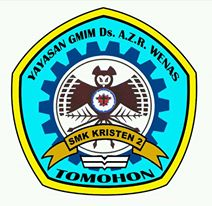 YAYASAN GMIM Ds. A.Z.R. WENAS
SMK KRISTEN 2
TOMOHON